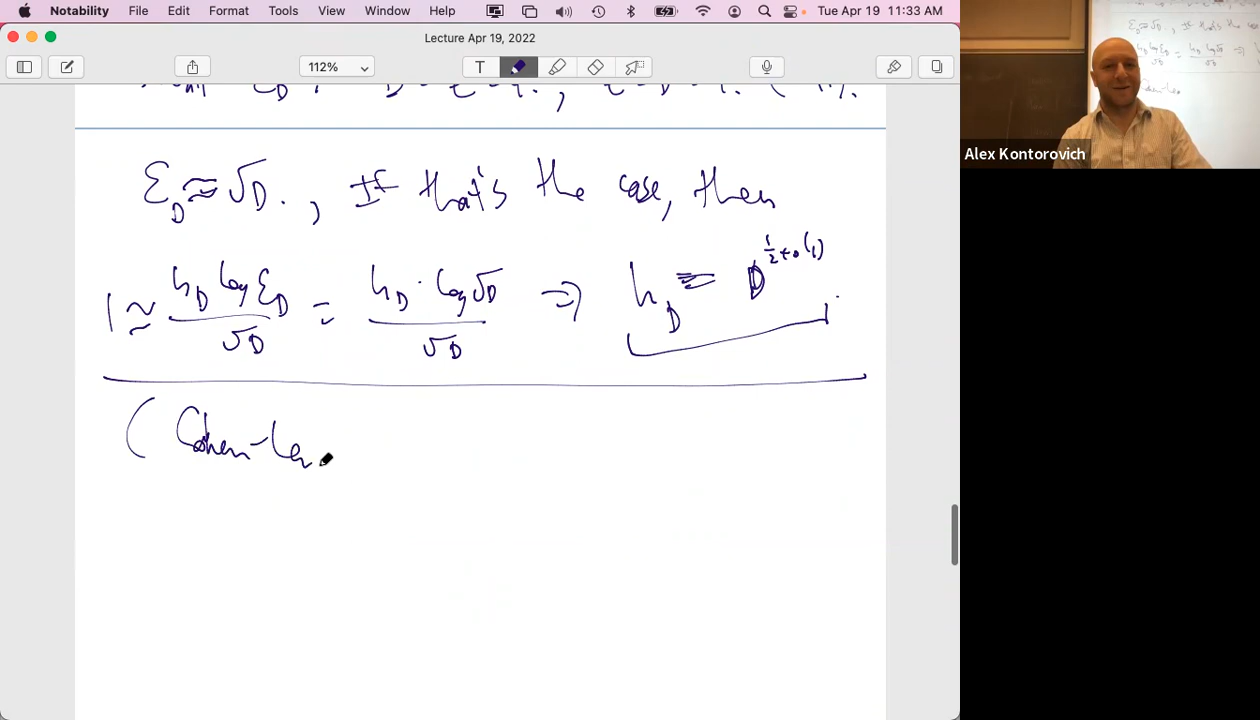 Notability File Edit Format Tools View Window Help Tue Apr 19 11:33 AM
Lecture Apr 19, 2022
112% T
ε_D ≈ √D. , If that's the case, then
1 ≈ h_D log ε_D / √D = h_D · log √D / √D ⇒ h_D = D^{1/2+o(1)}
( Cohen-Len
Alex Kontorovich